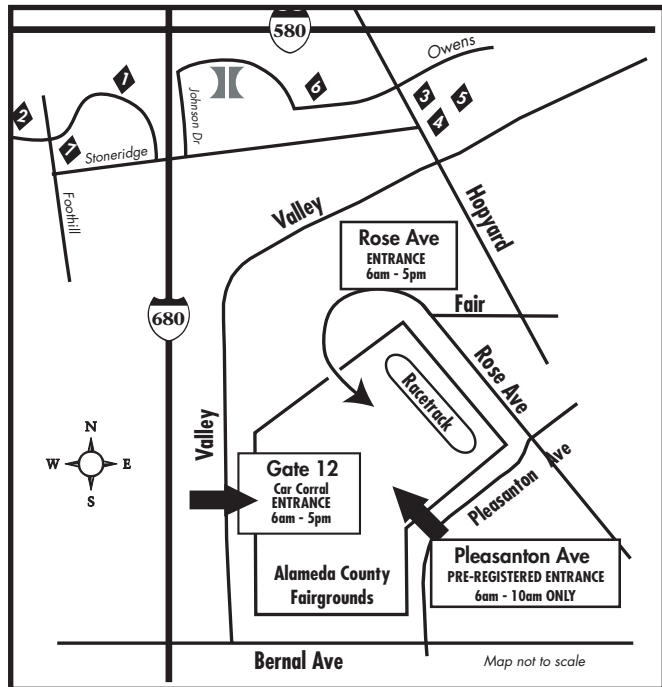 580
Owens
1
6
3
5
2
4
7
Johnson Dr
Stoneridge
Foothill
Valley
Hopyard
Rose Ave
ENTRANCE
6am - 5pm
680
Fair
Rose Ave
Racetrack
N
W
E
S
Valley
Gate 12
Car Corral
ENTRANCE
6am - 5pm
Pleasanton Ave
Pleasanton Ave
PRE-REGISTERED ENTRANCE
6am - 10am ONLY
Alameda County
Fairgrounds
Bernal Ave
Map not to scale